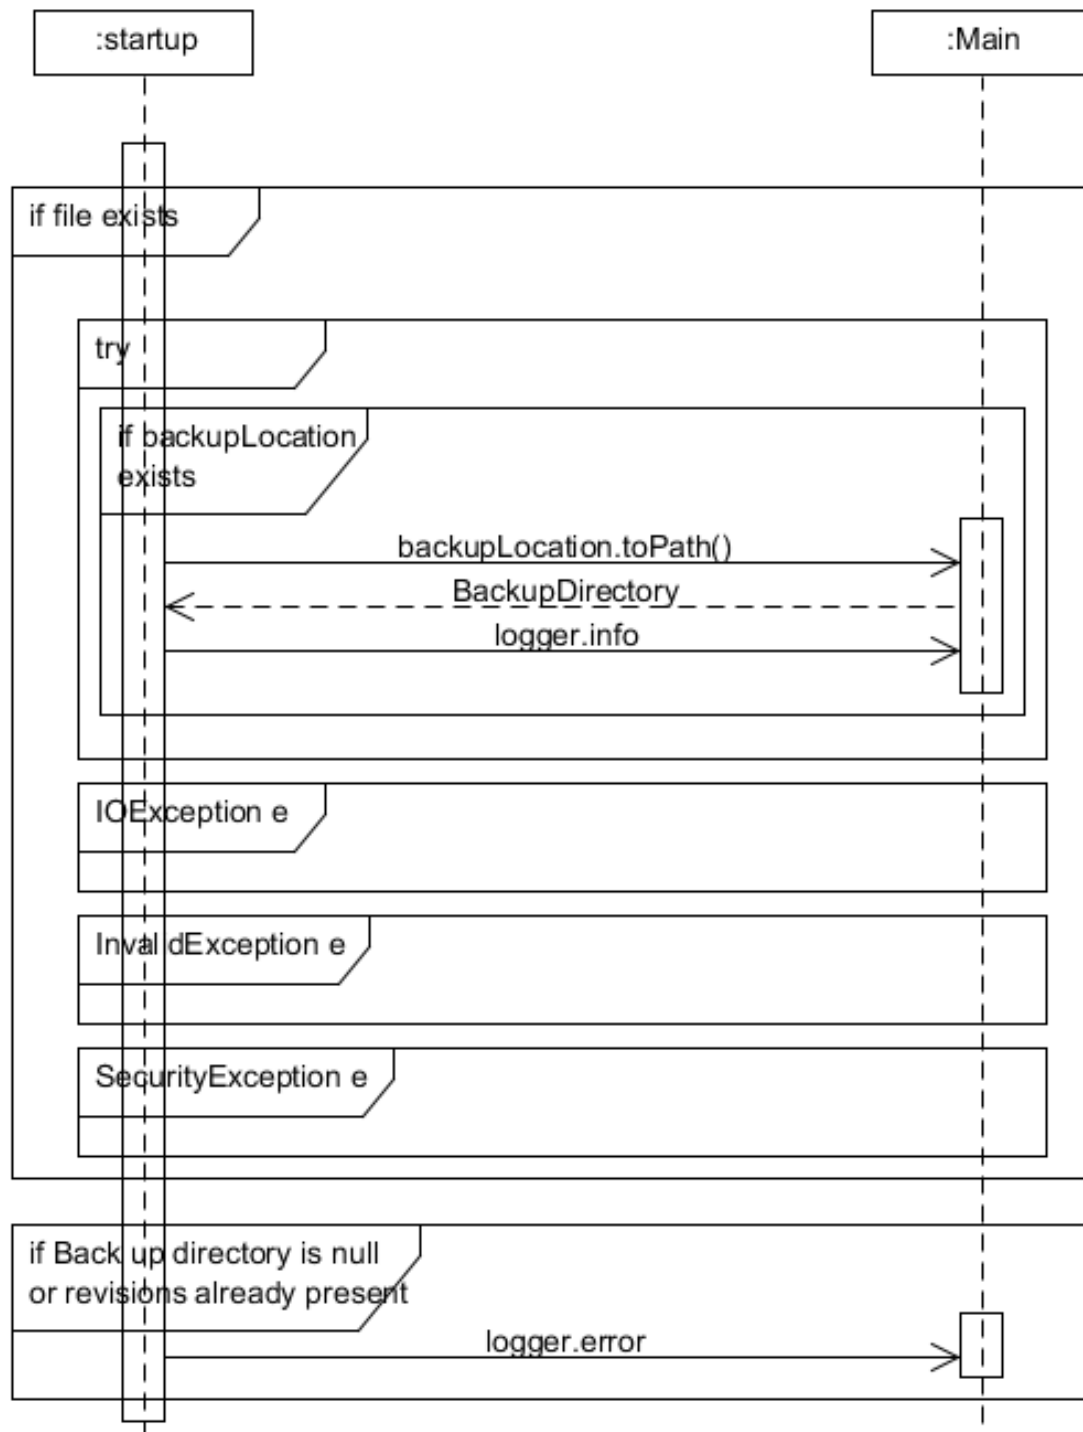 :startup
:Main
if file exists
try
if backupLocation
exists
backupLocation.toPath()
BackupDirectory
logger.info
IOException e
InvalidException e
SecurityException e
if Back up directory is null
or revisions already present
logger.error